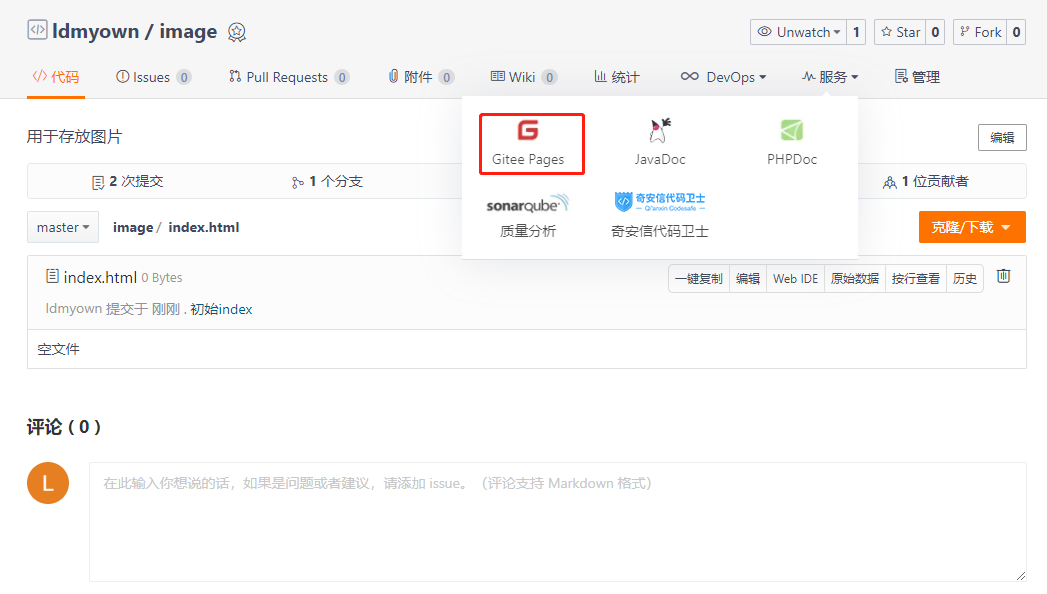 ldmyown / image
Unwatch 1 Star 0 Fork 0
代码 Issues 0 Pull Requests 0 附件 0 Wiki 0 统计 DevOps 服务 管理
用于存放图片
编辑
Gitee Pages JavaDoc PHPDoc
2 次提交 1 个分支 1 位贡献者
sonarqube 奇安信代码卫士
Qi'anxin Codesafe
质量分析 奇安信代码卫士
master image / index.html 克隆/下载
index.html 0 Bytes 一键复制 编辑 Web IDE 原始数据 按行查看 历史
ldmyown 提交于 刚刚 . 初始index
空文件
评论 ( 0 )
L
在此输入你想说的话，如果是问题或者建议，请添加 issue。（评论支持 Markdown 格式）